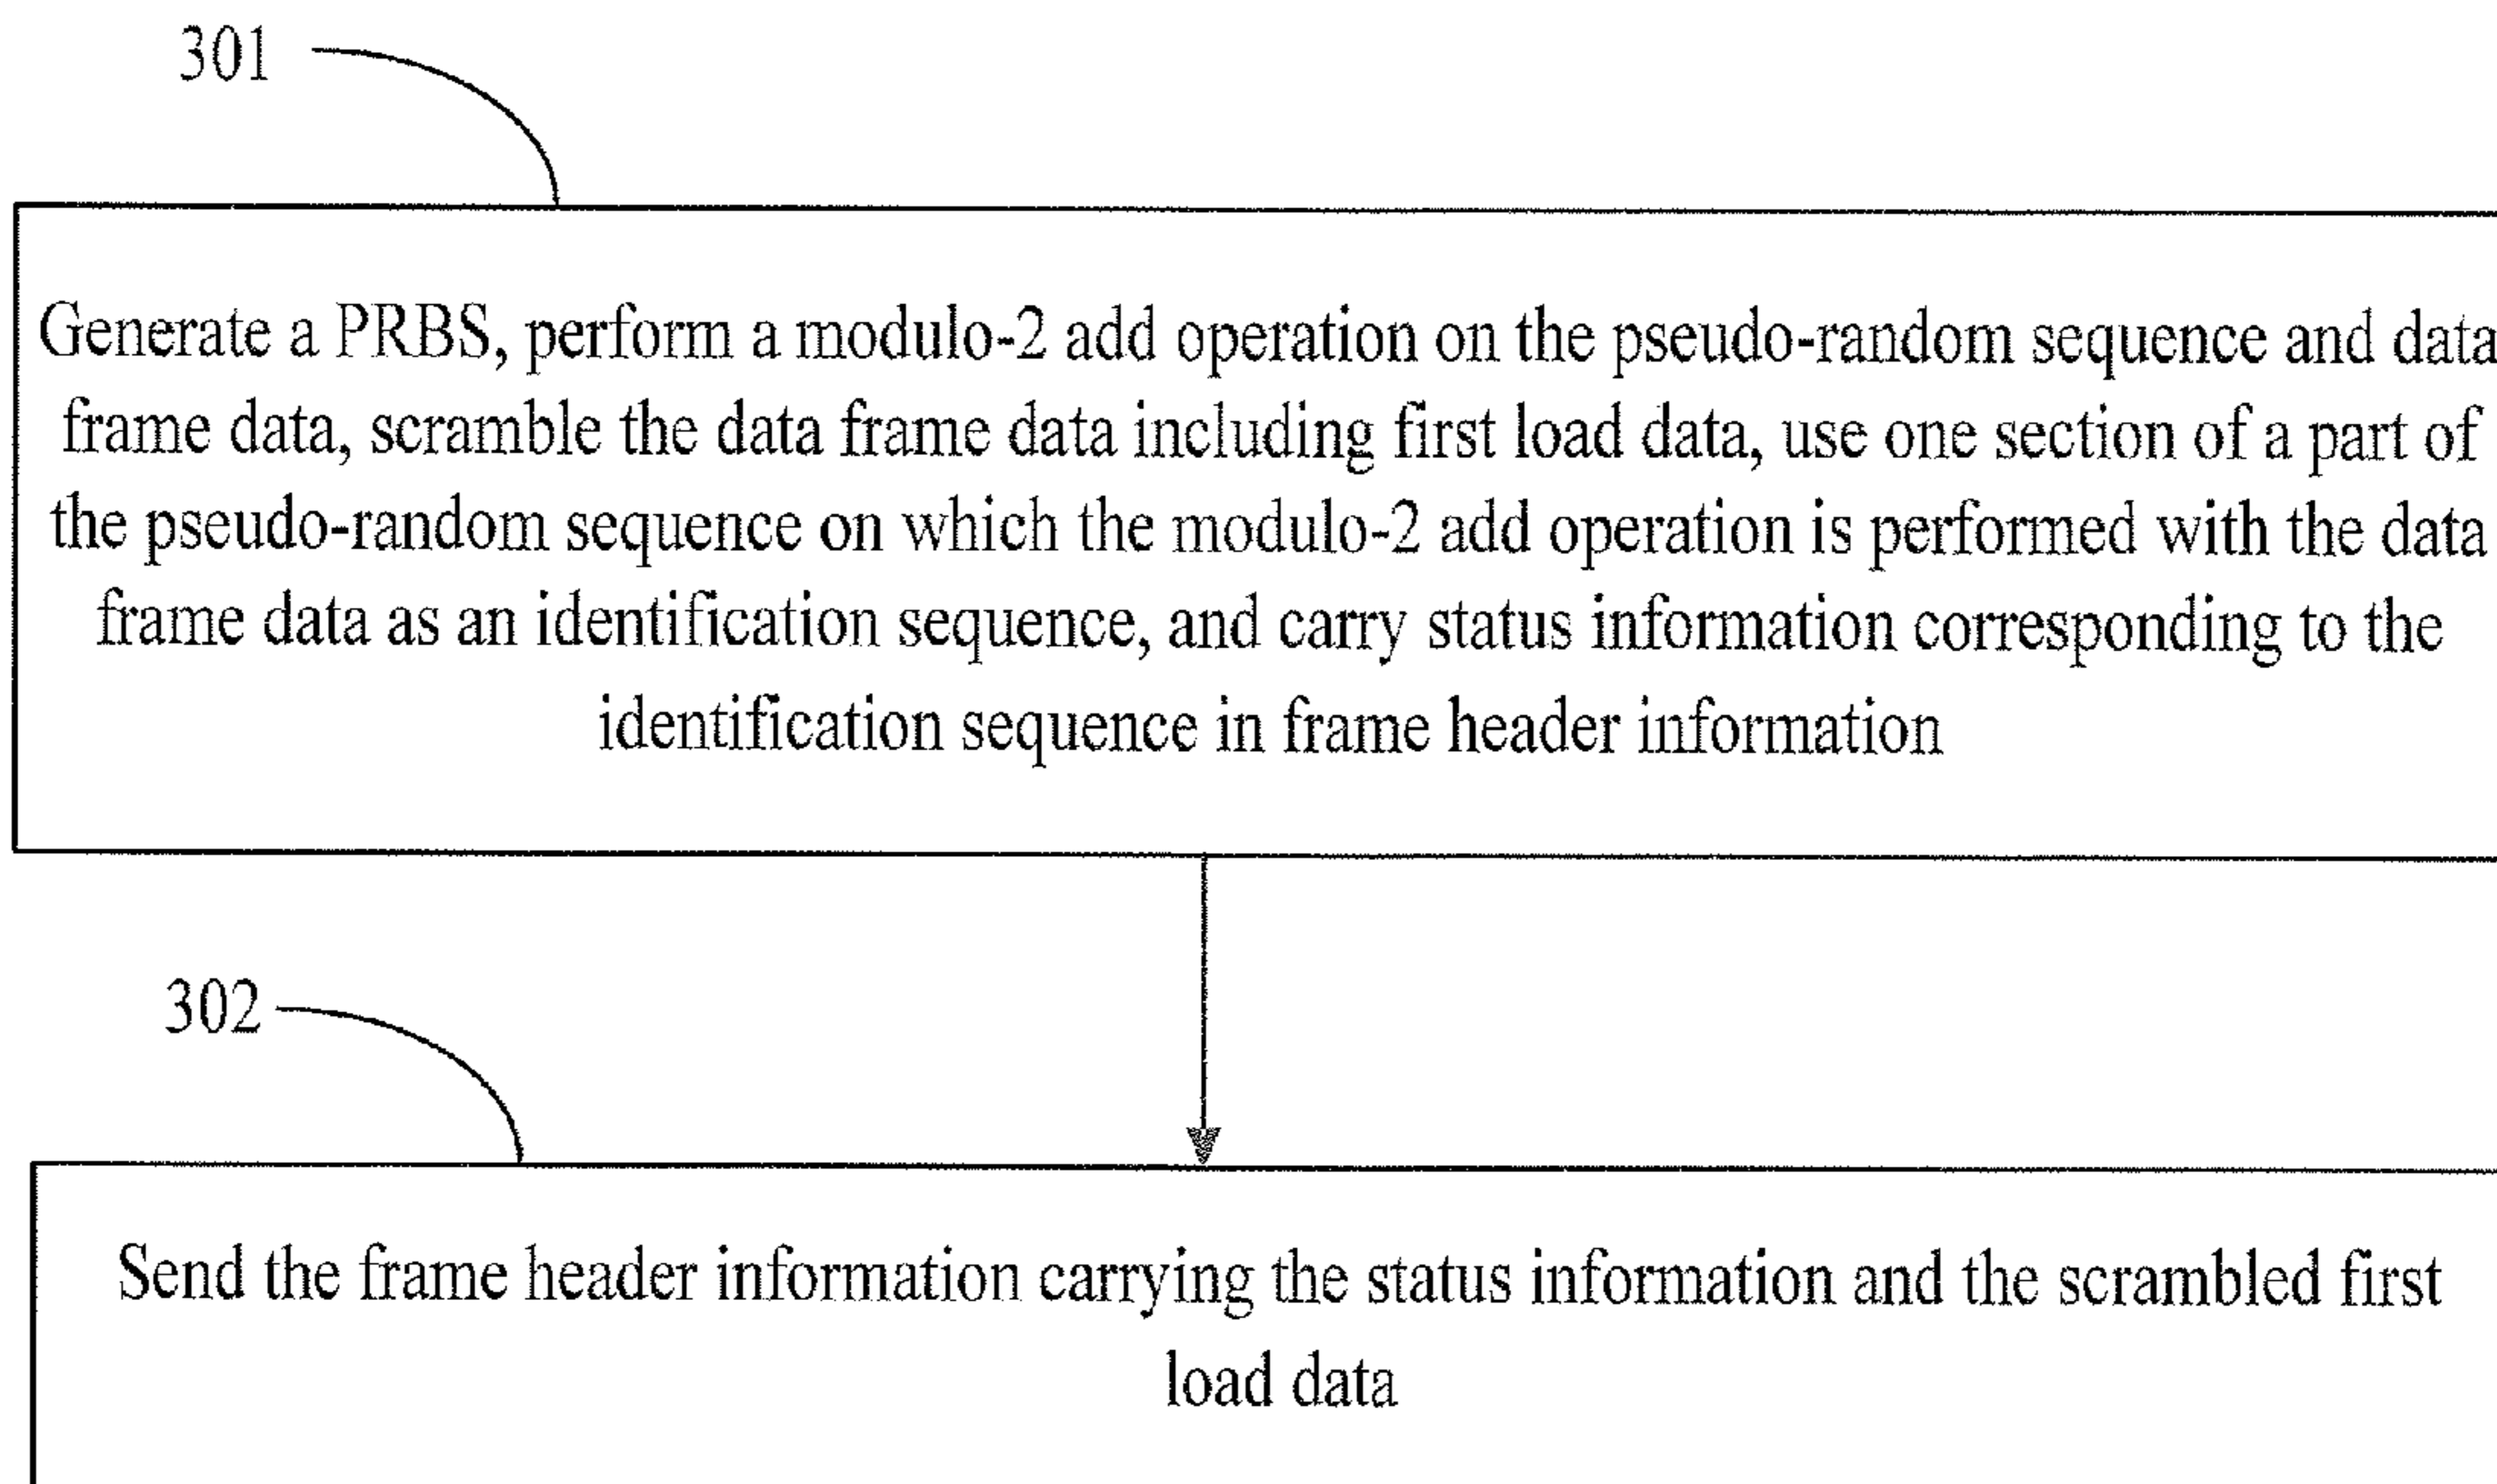 301
Generate a PRBS, perform a modulo-2 add operation on the pseudo-random sequence and data
frame data, scramble the data frame data including first load data, use one section of a part of
the pseudo-random sequence on which the modulo-2 add operation is performed with the data
frame data as an identification sequence, and carry status information corresponding to the
identification sequence in frame header information
302
Send the frame header information carrying the status information and the scrambled first
load data